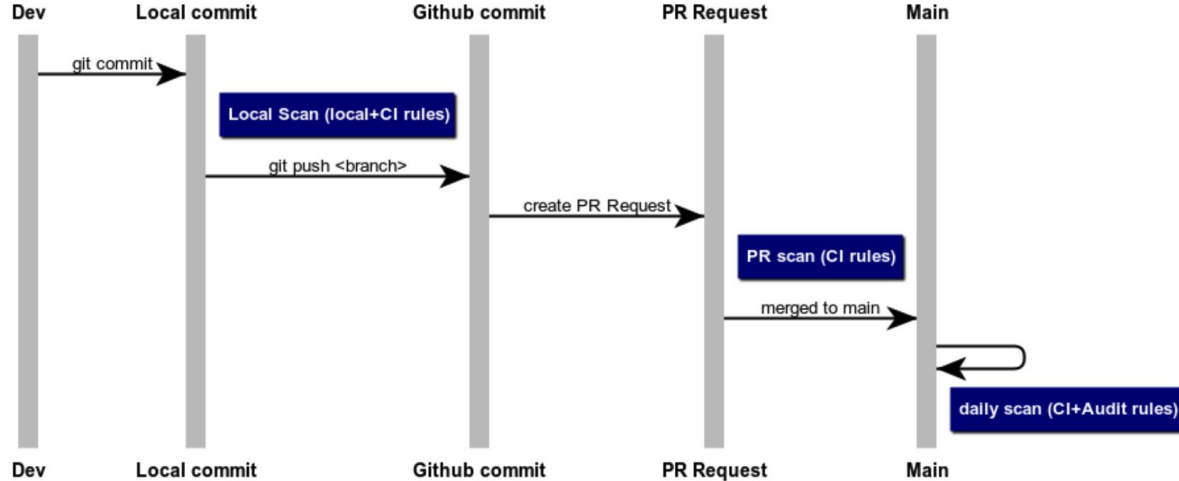 Dev
Local commit
Github commit
PR Request
Main
git commit
Local Scan (local+CI rules)
git push <branch>
create PR Request
PR scan (CI rules)
merged to main
daily scan (CI+Audit rules)
Dev
Local commit
Github commit
PR Request
Main